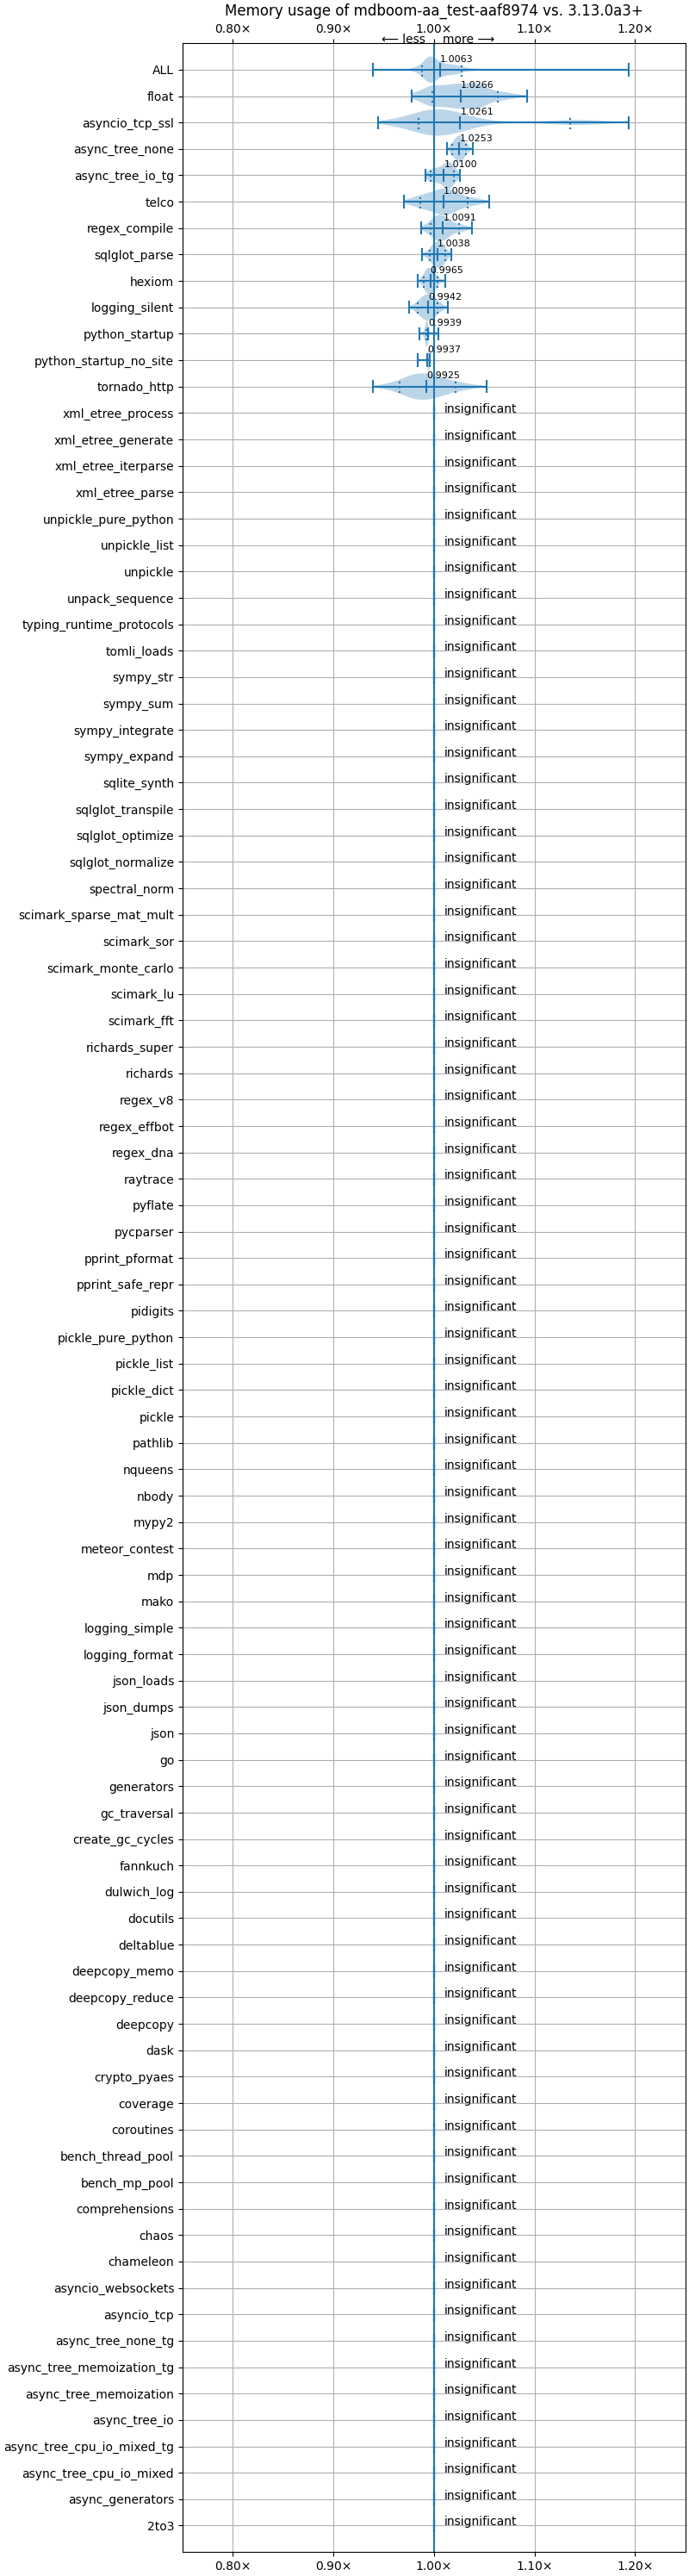 Memory usage of mdboom-aa_test-aaf8974 vs. 3.13.0a3+
0.80× 0.90× 1.00× 1.10× 1.20×
⟵ less more ⟶
ALL 1.0063
float 1.0266
asyncio_tcp_ssl 1.0261
async_tree_none 1.0253
async_tree_io_tg 1.0100
telco 1.0096
regex_compile 1.0091
sqlglot_parse 1.0038
hexiom 0.9965
logging_silent 0.9942
python_startup 0.9939
python_startup_no_site 0.9937
tornado_http 0.9925
xml_etree_process insignificant
xml_etree_generate insignificant
xml_etree_iterparse insignificant
xml_etree_parse insignificant
unpickle_pure_python insignificant
unpickle_list insignificant
unpickle insignificant
unpack_sequence insignificant
typing_runtime_protocols insignificant
tomli_loads insignificant
sympy_str insignificant
sympy_sum insignificant
sympy_integrate insignificant
sympy_expand insignificant
sqlite_synth insignificant
sqlglot_transpile insignificant
sqlglot_optimize insignificant
sqlglot_normalize insignificant
spectral_norm insignificant
scimark_sparse_mat_mult insignificant
scimark_sor insignificant
scimark_monte_carlo insignificant
scimark_lu insignificant
scimark_fft insignificant
richards_super insignificant
richards insignificant
regex_v8 insignificant
regex_effbot insignificant
regex_dna insignificant
raytrace insignificant
pyflate insignificant
pycparser insignificant
pprint_pformat insignificant
pprint_safe_repr insignificant
pidigits insignificant
pickle_pure_python insignificant
pickle_list insignificant
pickle_dict insignificant
pickle insignificant
pathlib insignificant
nqueens insignificant
nbody insignificant
mypy2 insignificant
meteor_contest insignificant
mdp insignificant
mako insignificant
logging_simple insignificant
logging_format insignificant
json_loads insignificant
json_dumps insignificant
json insignificant
go insignificant
generators insignificant
gc_traversal insignificant
create_gc_cycles insignificant
fannkuch insignificant
dulwich_log insignificant
docutils insignificant
deltablue insignificant
deepcopy_memo insignificant
deepcopy_reduce insignificant
deepcopy insignificant
dask insignificant
crypto_pyaes insignificant
coverage insignificant
coroutines insignificant
bench_thread_pool insignificant
bench_mp_pool insignificant
comprehensions insignificant
chaos insignificant
chameleon insignificant
asyncio_websockets insignificant
asyncio_tcp insignificant
async_tree_none_tg insignificant
async_tree_memoization_tg insignificant
async_tree_memoization insignificant
async_tree_io insignificant
async_tree_cpu_io_mixed_tg insignificant
async_tree_cpu_io_mixed insignificant
async_generators insignificant
2to3 insignificant
0.80× 0.90× 1.00× 1.10× 1.20×